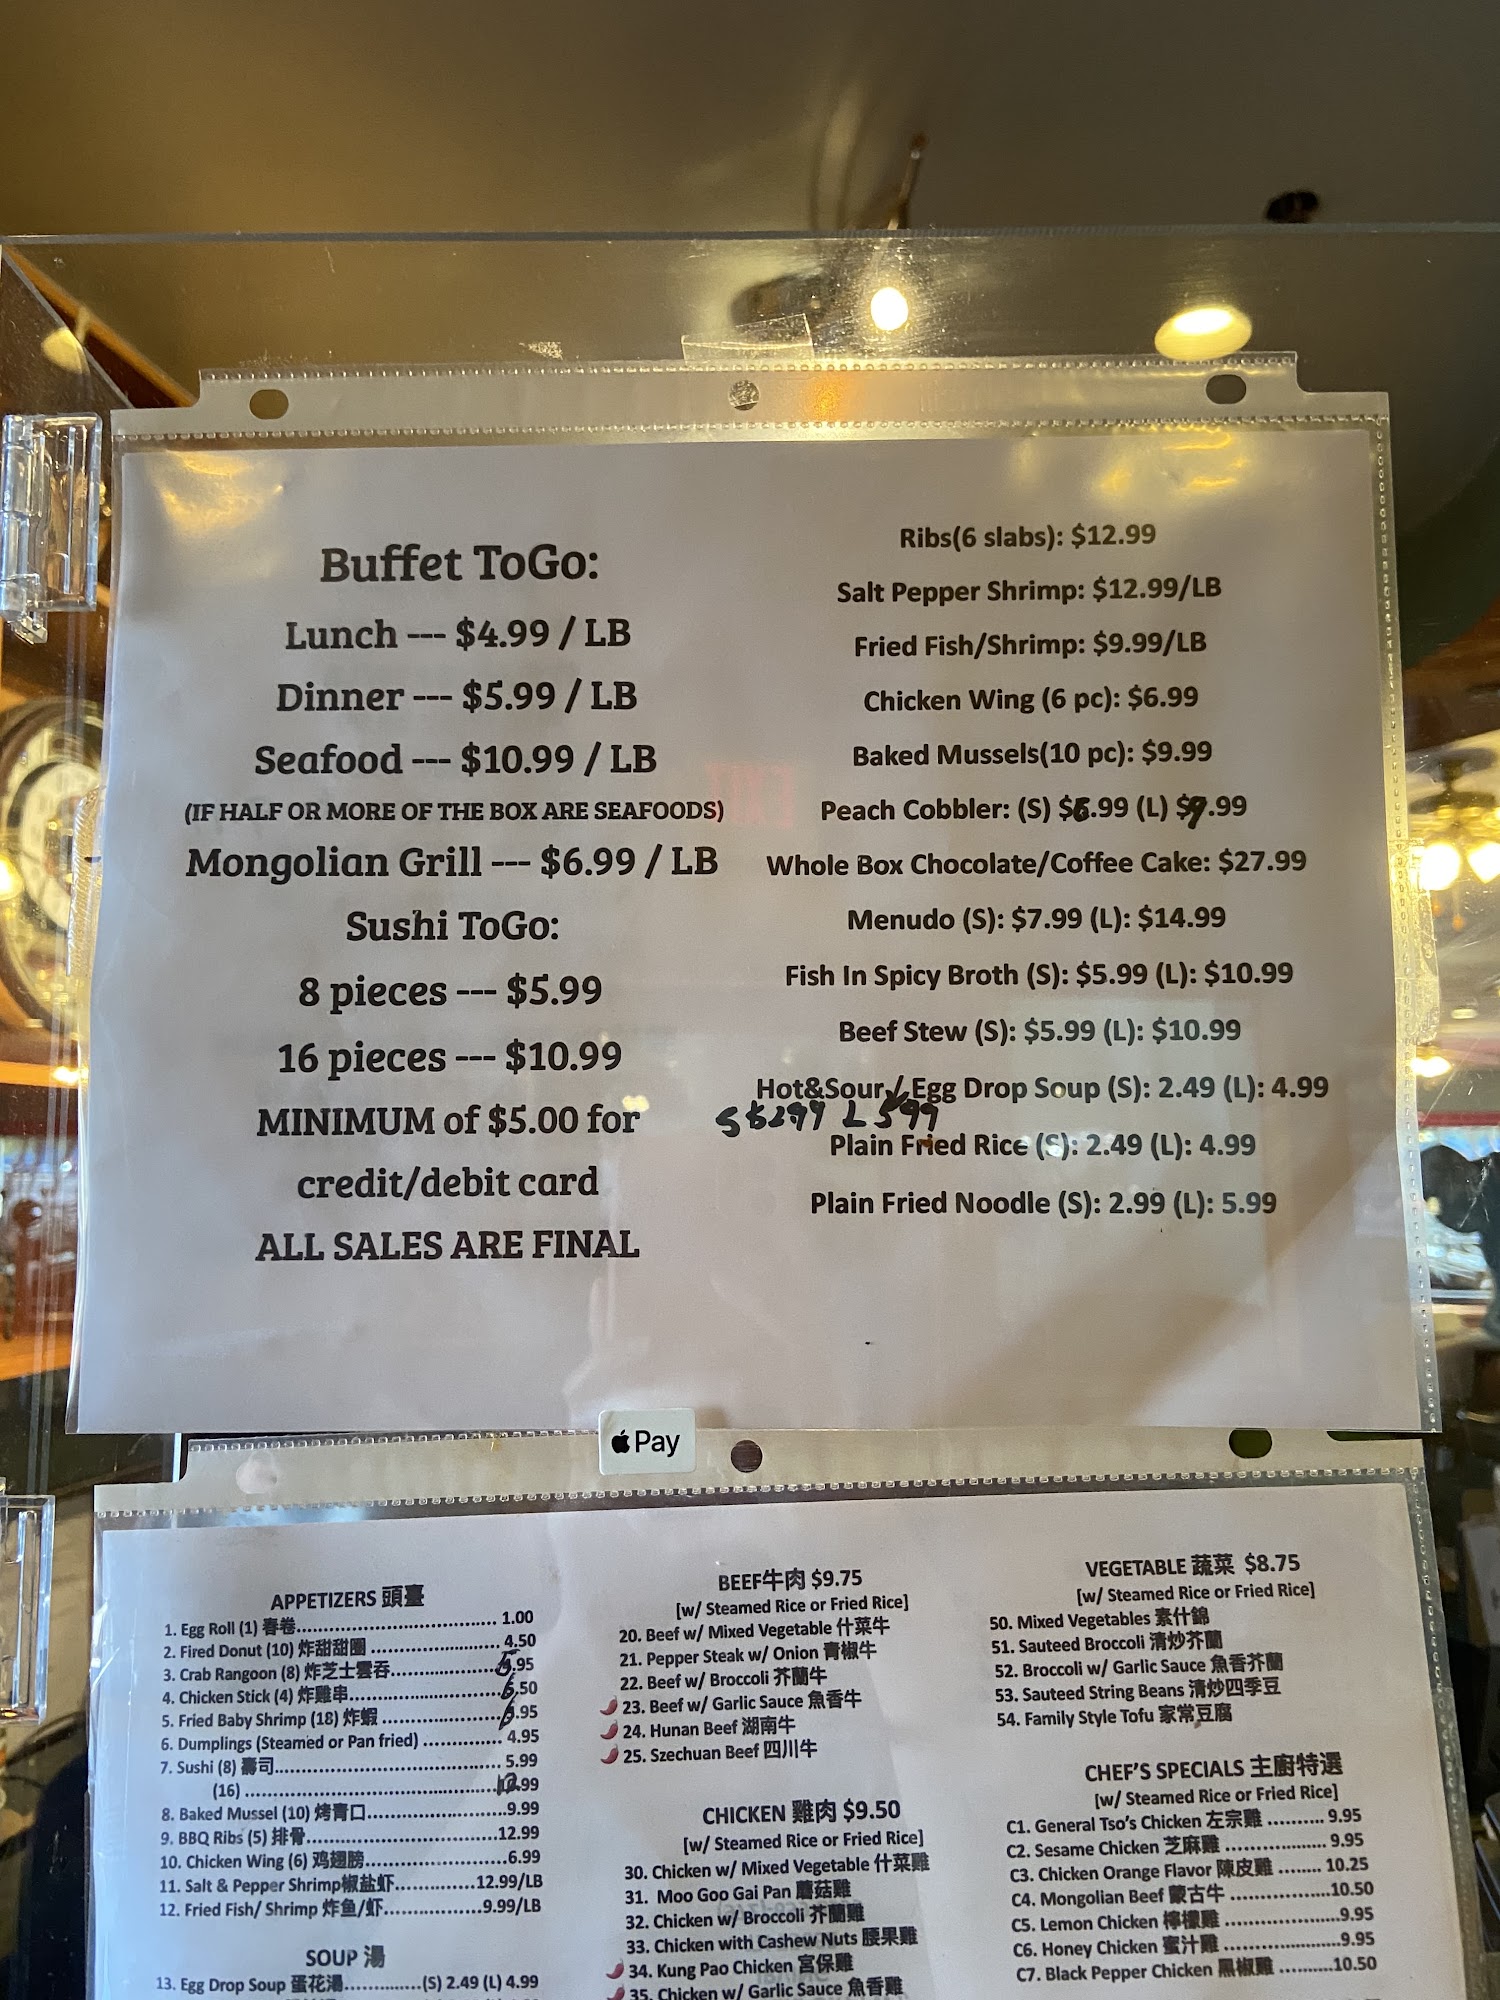 Buffet ToGo:
Lunch --- $4.99 / LB
Dinner --- $5.99 / LB
Seafood --- $10.99 / LB
(IF HALF OR MORE OF THE BOX ARE SEAFOODS)
Mongolian Grill --- $6.99 / LB
Sushi ToGo:
8 pieces --- $5.99
16 pieces --- $10.99
MINIMUM of $5.00 for
credit/debit card
ALL SALES ARE FINAL
Ribs(6 slabs): $12.99
Salt Pepper Shrimp: $12.99/LB
Fried Fish/Shrimp: $9.99/LB
Chicken Wing (6 pc): $6.99
Baked Mussels(10 pc): $9.99
Peach Cobbler: (S) $6.99 (L) $9.99
Whole Box Chocolate/Coffee Cake: $27.99
Menudo (S): $7.99 (L): $14.99
Fish In Spicy Broth (S): $5.99 (L): $10.99
Beef Stew (S): $5.99 (L): $10.99
Hot&Sour / Egg Drop Soup (S): 2.49 (L): 4.99
S $2.99 L 5.99
Plain Fried Rice (S): 2.49 (L): 4.99
Plain Fried Noodle (S): 2.99 (L): 5.99
EXIT
Pay
APPETIZERS 頭臺
1. Egg Roll (1) 春卷 1.00
2. Fired Donut (10) 炸甜甜圈 4.50
3. Crab Rangoon (8) 炸芝士雲吞 5.95
4. Chicken Stick (4) 炸雞串 6.50
5. Fried Baby Shrimp (18) 炸蝦 .95
6. Dumplings (Steamed or Pan fried) 4.95
7. Sushi (8) 壽司 5.99
(16) .99
8. Baked Mussel (10) 烤青口 9.99
9. BBQ Ribs (5) 排骨 12.99
10. Chicken Wing (6) 鸡翅膀 6.99
11. Salt & Pepper Shrimp椒盐虾 12.99/LB
12. Fried Fish/ Shrimp 炸鱼/虾 9.99/LB
SOUP 湯
13. Egg Drop Soup 蛋花湯 (S) 2.49 (L) 4.99
BEEF牛肉 $9.75
[w/ Steamed Rice or Fried Rice]
20. Beef w/ Mixed Vegetable 什菜牛
21. Pepper Steak w/ Onion 青椒牛
22. Beef w/ Broccoli 芥蘭牛
23. Beef w/ Garlic Sauce 魚香牛
24. Hunan Beef 湖南牛
25. Szechuan Beef 四川牛
CHICKEN 雞肉 $9.50
[w/ Steamed Rice or Fried Rice]
30. Chicken w/ Mixed Vegetable 什菜雞
31. Moo Goo Gai Pan 蘑菇雞
32. Chicken w/ Broccoli 芥蘭雞
33. Chicken with Cashew Nuts 腰果雞
34. Kung Pao Chicken 宮保雞
35. Chicken w/ Garlic Sauce 魚香雞
VEGETABLE 蔬菜 $8.75
[w/ Steamed Rice or Fried Rice]
50. Mixed Vegetables 素什錦
51. Sauteed Broccoli 清炒芥蘭
52. Broccoli w/ Garlic Sauce 魚香芥蘭
53. Sauteed String Beans 清炒四季豆
54. Family Style Tofu 家常豆腐
CHEF'S SPECIALS 主廚特選
[w/ Steamed Rice or Fried Rice]
C1. General Tso's Chicken 左宗雞 9.95
C2. Sesame Chicken 芝麻雞 9.95
C3. Chicken Orange Flavor 陳皮雞 10.25
C4. Mongolian Beef 蒙古牛 10.50
C5. Lemon Chicken 檸檬雞 9.95
C6. Honey Chicken 蜜汁雞 9.95
C7. Black Pepper Chicken 黑椒雞 10.50